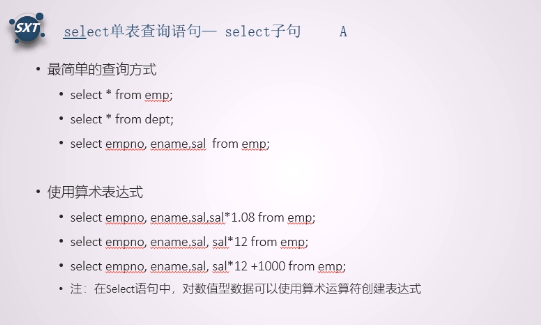 SXT
select单表查询语句— select子句 A
• 最简单的查询方式
• select * from emp;
• select * from dept;
• select empno, ename,sal from emp;
• 使用算术表达式
• select empno, ename,sal,sal*1.08 from emp;
• select empno, ename,sal, sal*12 from emp;
• select empno, ename,sal, sal*12 +1000 from emp;
• 注：在Select语句中，对数值型数据可以使用算术运算符创建表达式